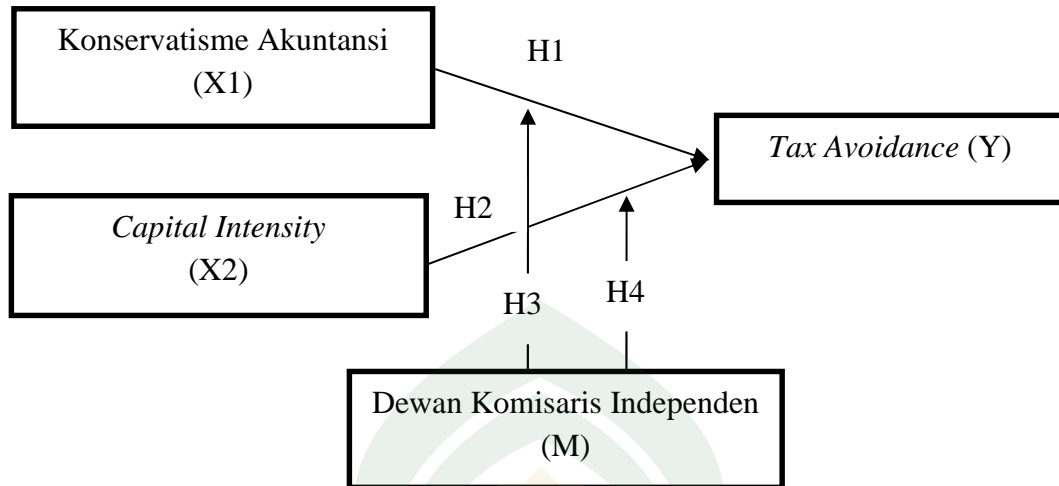 Konservatisme Akuntansi
(X1)
H1
Tax Avoidance (Y)
Capital Intensity
(X2)
H2
H3
H4
Dewan Komisaris Independen
(M)